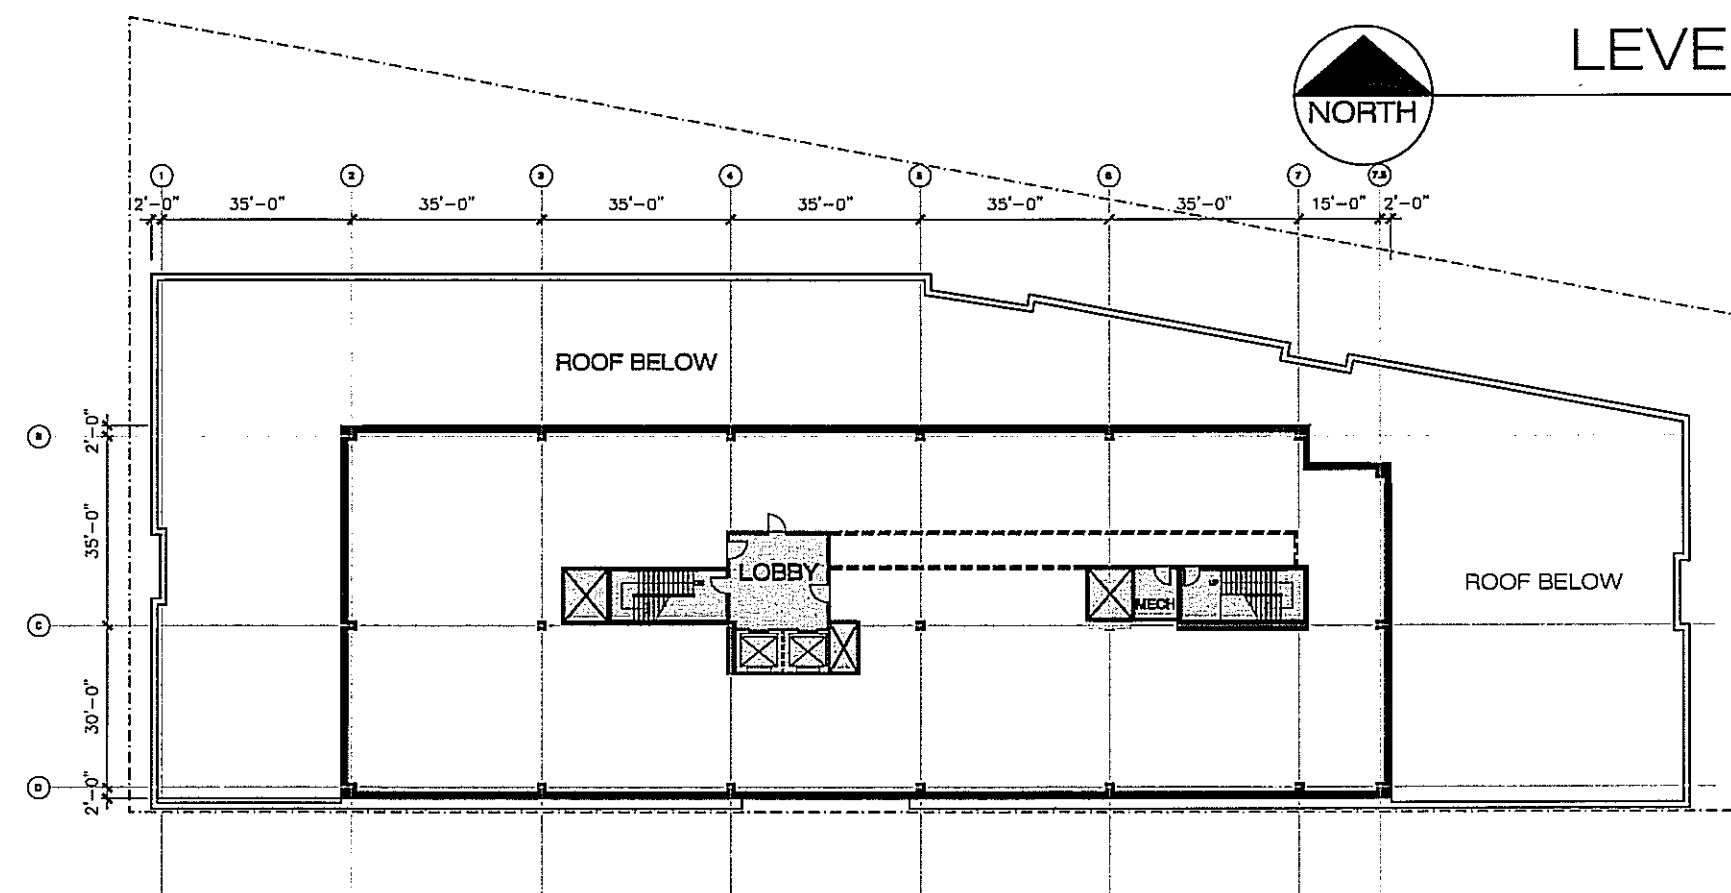 LEVE
NORTH
1 2 3 4 5 6 7 7.5
2'-0" 35'-0" 35'-0" 35'-0" 35'-0" 35'-0" 35'-0" 15'-0" 2'-0"
ROOF BELOW
2'-0"
B
35'-0"
LOBBY
ROOF BELOW
UP
MECH
C
30'-0"
D
2'-0"